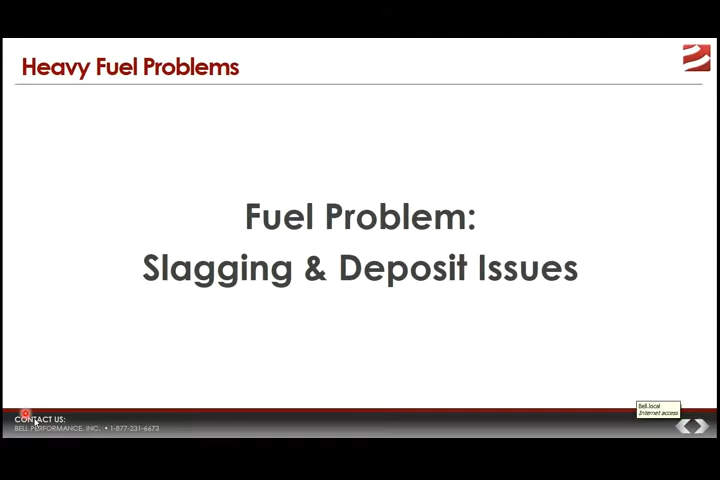 Heavy Fuel Problems
Fuel Problem:
Slagging & Deposit Issues
Bell.local
Internet access
CONTACT US:
BELL PERFORMANCE, INC. • 1-877-231-6673